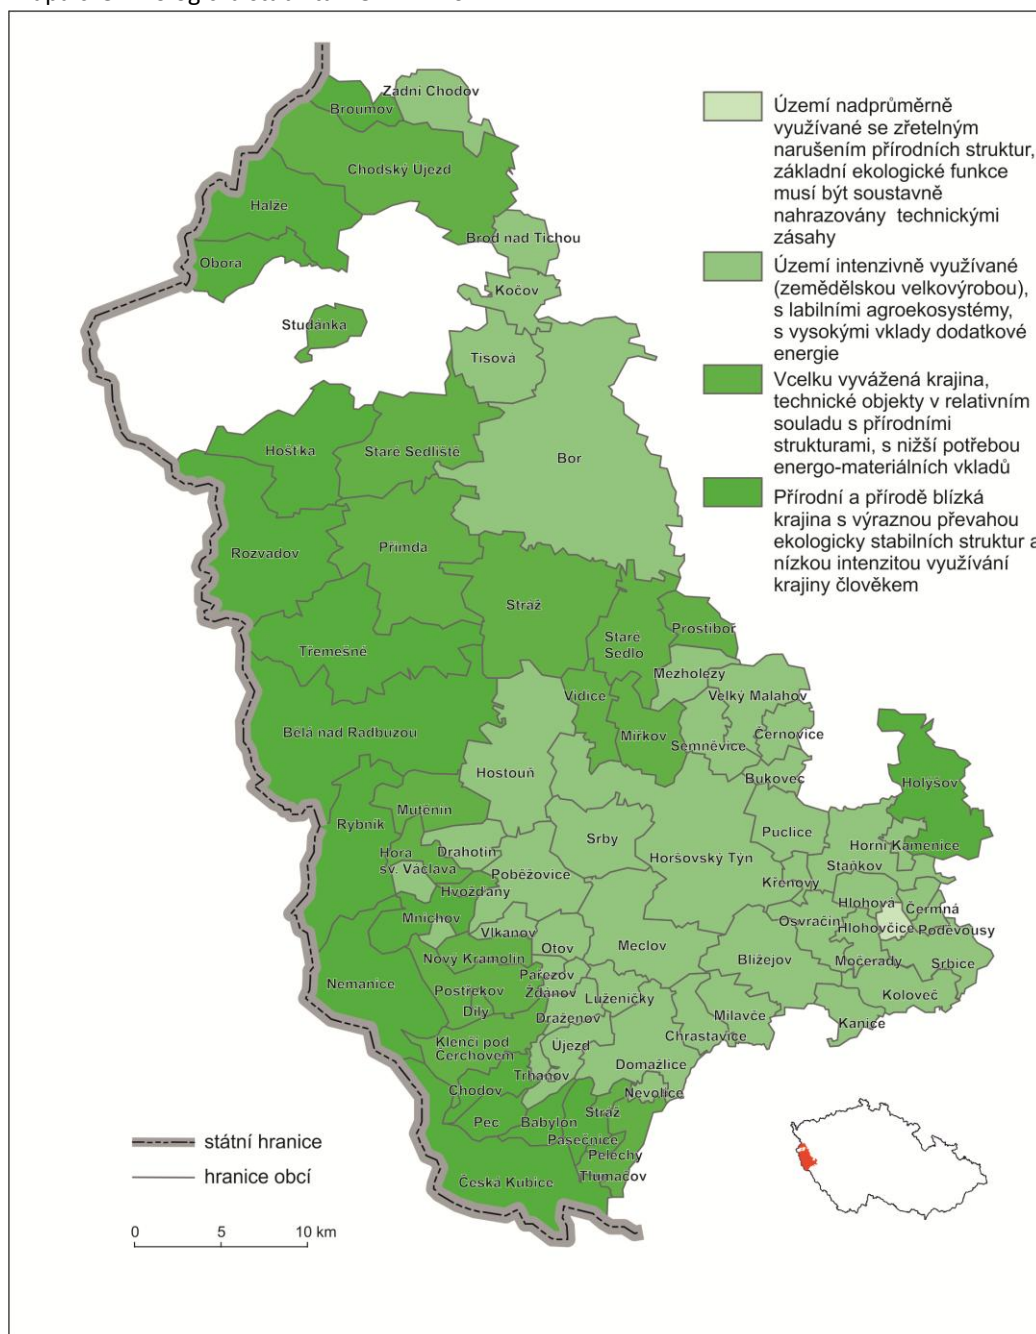 Broumov
Zadní Chodov
Chodský Újezd
Halže
Obora
Brod nad Tichou
Kočov
Studánka
Tisová
Hoštka
Staré Sedliště
Bor
Rozvadov
Přimda
Stráž
Staré
Sedlo
Prostiboř
Třemešné
Mezholezy
Vidice
Velký Malahov
Bělá nad Radbuzou
Mířkov
Semněvice
Černovice
Hostouň
Bukovec
Holýšov
Mutěnín
Rybník
Srby
Puclice
Horní Kamenice
Hora
sv. Václava
Drahotín
Horšovský Týn
Staňkov
Poběžovice
Křenovy
Hvožďany
Hlohová
Čermná
Mnichov
Osvračín
Hlohovčice
Poděvousy
Vlkanov
Otov
Meclov
Bližejov
Močerady
Srbice
Nový Kramolín
Pařezov
Nemanice
Postřekov
Ždánov
Luženičky
Koloveč
Díly
Draženov
Milavče
Kanice
Klenčí pod
Čerchovem
Újezd
Chrastavice
Trhanov
Domažlice
Chodov
Nevolice
Pec
Babylon
Stráž
Pasečnice
Pelechy
Česká Kubice
Tlumačov
Území nadprůměrně
využívané se zřetelným
narušením přírodních struktur,
základní ekologické funkce
musí být soustavně
nahrazovány technickými
zásahy
Území intenzivně využívané
(zemědělskou velkovýrobou),
s labilními agroekosystémy,
s vysokými vklady dodatkové
energie
Vcelku vyvážená krajina,
technické objekty v relativním
souladu s přírodními
strukturami, s nižší potřebou
energo-materiálních vkladů
Přírodní a přírodě blízká
krajina s výraznou převahou
ekologicky stabilních struktur a
nízkou intenzitou využívání
krajiny člověkem
státní hranice
hranice obcí
0 5 10 km